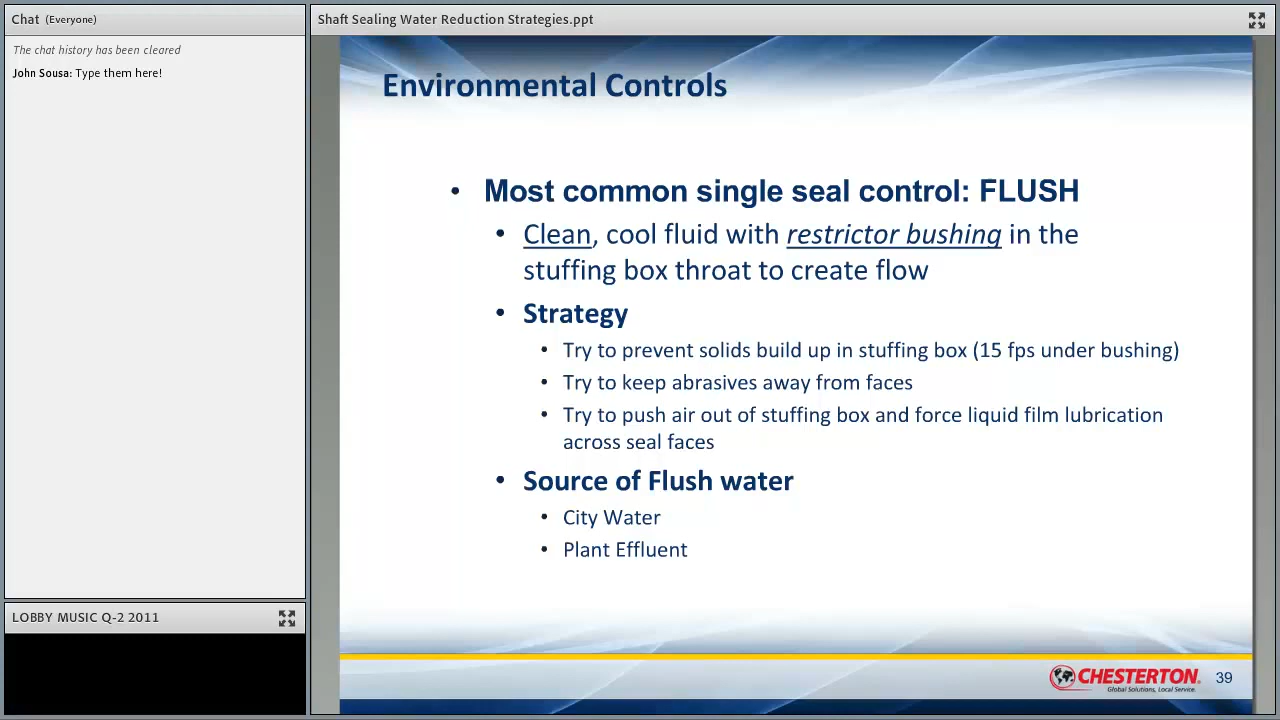 Chat (Everyone)
The chat history has been cleared
John Sousa: Type them here!
LOBBY MUSIC Q-2 2011
Shaft Sealing Water Reduction Strategies.ppt
Environmental Controls
• Most common single seal control: FLUSH
• Clean, cool fluid with restrictor bushing in the
stuffing box throat to create flow
• Strategy
• Try to prevent solids build up in stuffing box (15 fps under bushing)
• Try to keep abrasives away from faces
• Try to push air out of stuffing box and force liquid film lubrication
across seal faces
• Source of Flush water
• City Water
• Plant Effluent
CHESTERTON
Global Solutions, Local Service.
39